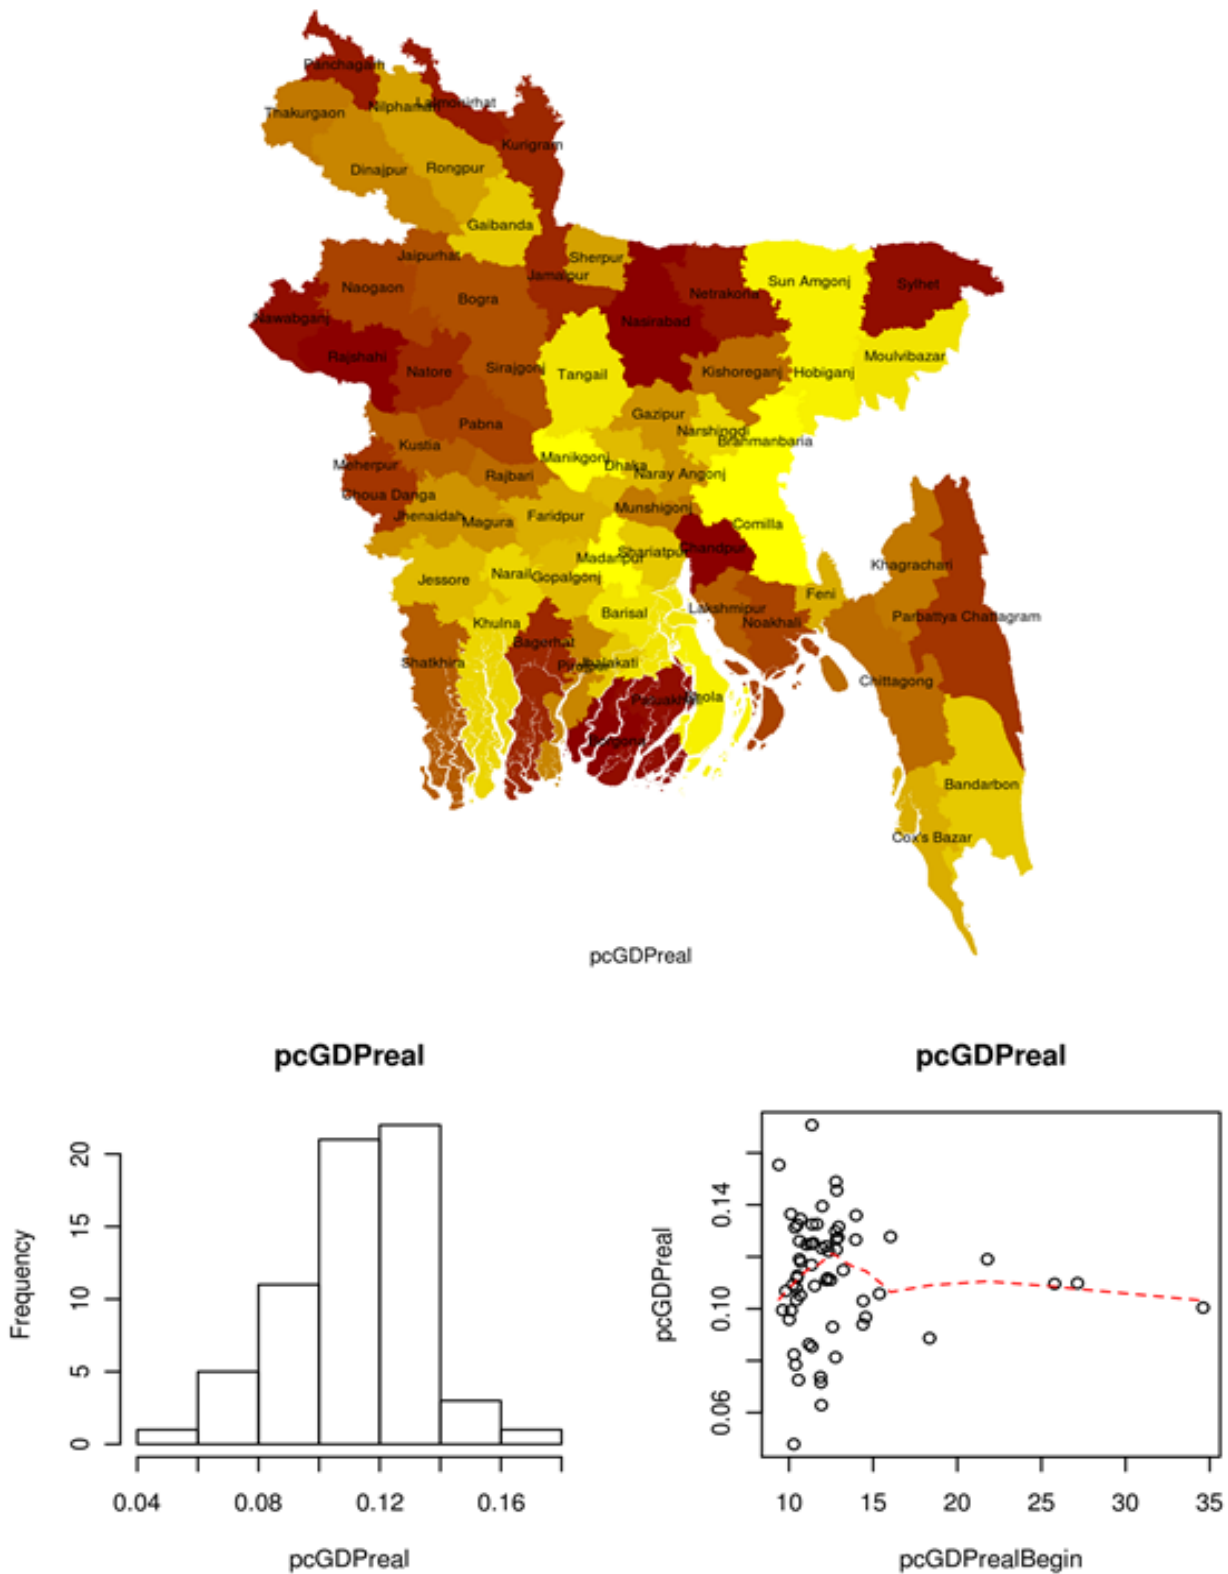 Panchagarh
Lalmonirhat
Nilphamari
Thakurgaon
Kurigram
Dinajpur
Rongpur
Gaibanda
Jaipurhat
Sherpur
Jamalpur
Sun Amgonj
Sylhet
Naogaon
Netrakona
Bogra
Nawabganj
Nasirabad
Rajshahi
Moulvibazar
Natore
Sirajgonj
Tangail
Kishoreganj
Hobiganj
Gazipur
Pabna
Narshingdi
Brahmanbaria
Kustia
Manikgonj
Dhaka
Meherpur
Rajbari
Naray Angonj
Choua Danga
Munshigonj
Jhenaidah
Magura
Faridpur
Comilla
Chandpur
Shariatpur
Madaripur
Khagrachari
Jessore
Narail
Gopalgonj
Feni
Barisal
Lakshmipur
Parbattya Chattagram
Khulna
Noakhali
Bagerhat
Shatkhira
Pirojpur
Jhalakati
Chittagong
Patuakhali
Bhola
Borgona
Bandarbon
Cox's Bazar
pcGDPreal
pcGDPreal
Frequency
0
5
10
15
20
0.04
0.08
0.12
0.16
pcGDPreal
pcGDPreal
pcGDPreal
0.06
0.10
0.14
10
15
20
25
30
35
pcGDPrealBegin